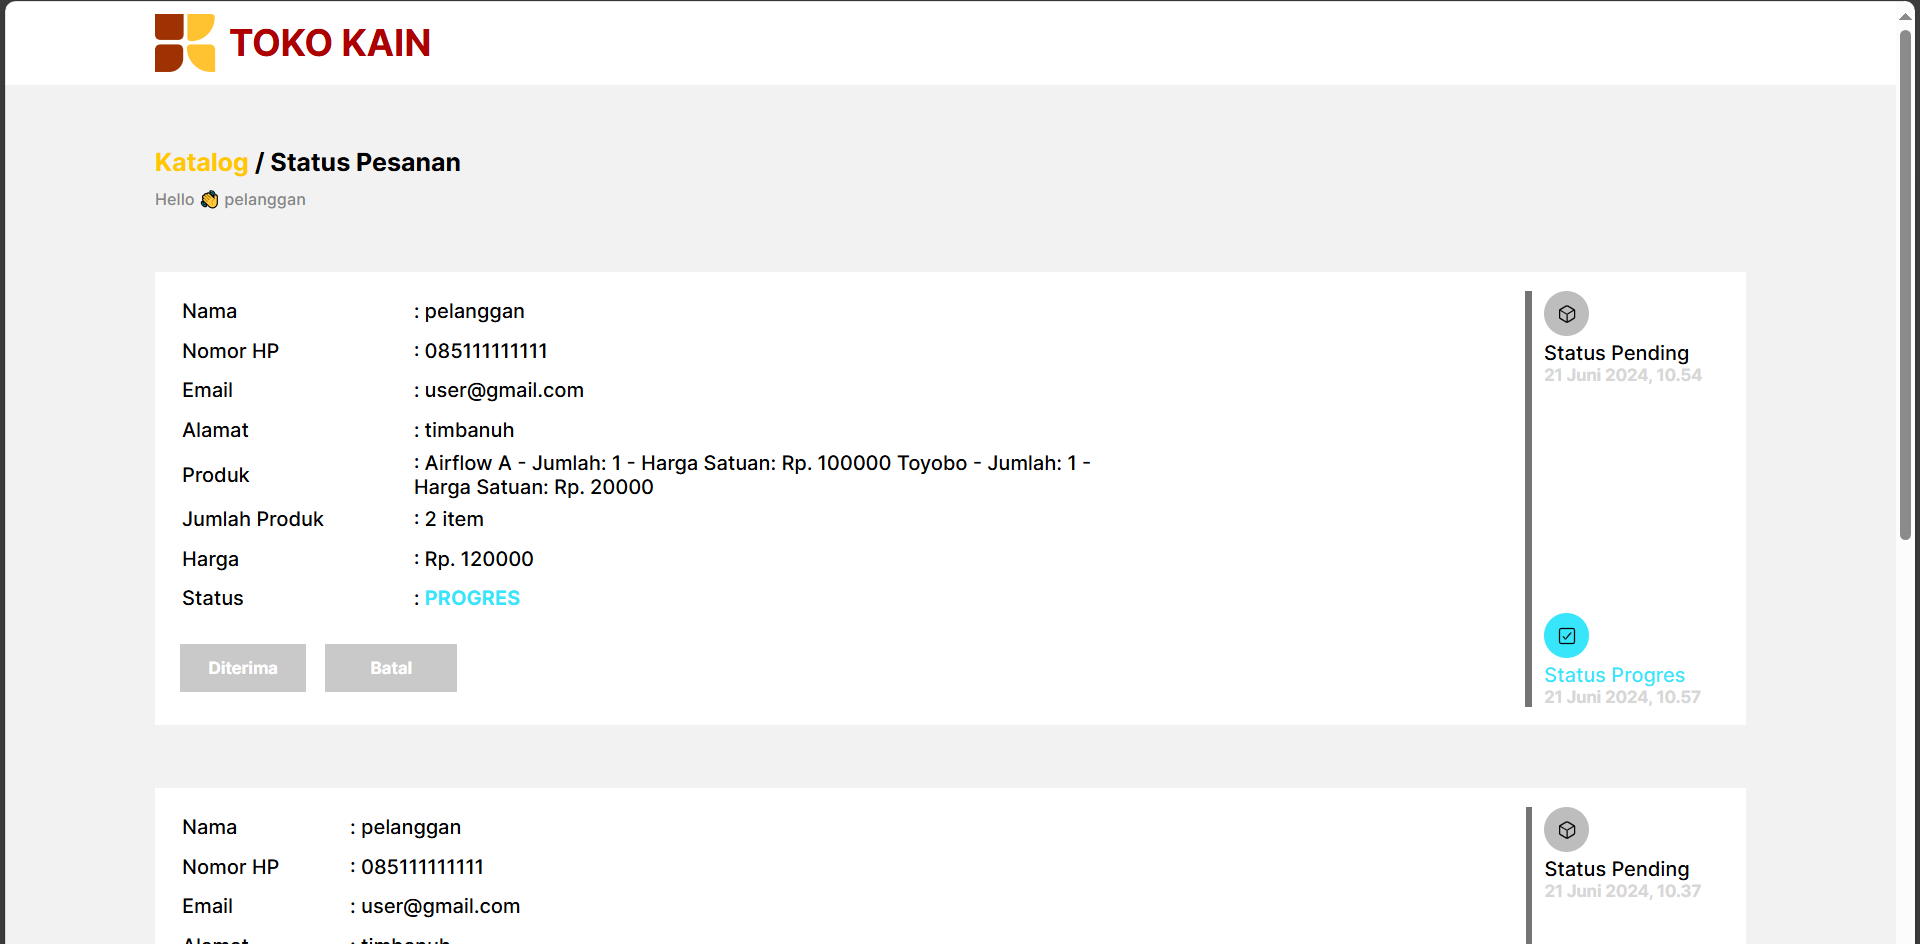 TOKO KAIN
Katalog / Status Pesanan
Hello 👏 pelanggan
Nama : pelanggan
Nomor HP : 085111111111
Email : user@gmail.com
Alamat : timbanuh
Produk : Airflow A - Jumlah: 1 - Harga Satuan: Rp. 100000 Toyobo - Jumlah: 1 -
Harga Satuan: Rp. 20000
Jumlah Produk : 2 item
Harga : Rp. 120000
Status : PROGRES
Diterima Batal
Status Pending
21 Juni 2024, 10.54
Status Progres
21 Juni 2024, 10.57
Nama : pelanggan
Nomor HP : 085111111111
Email : user@gmail.com
Alamat : timbanuh
Status Pending
21 Juni 2024, 10.37